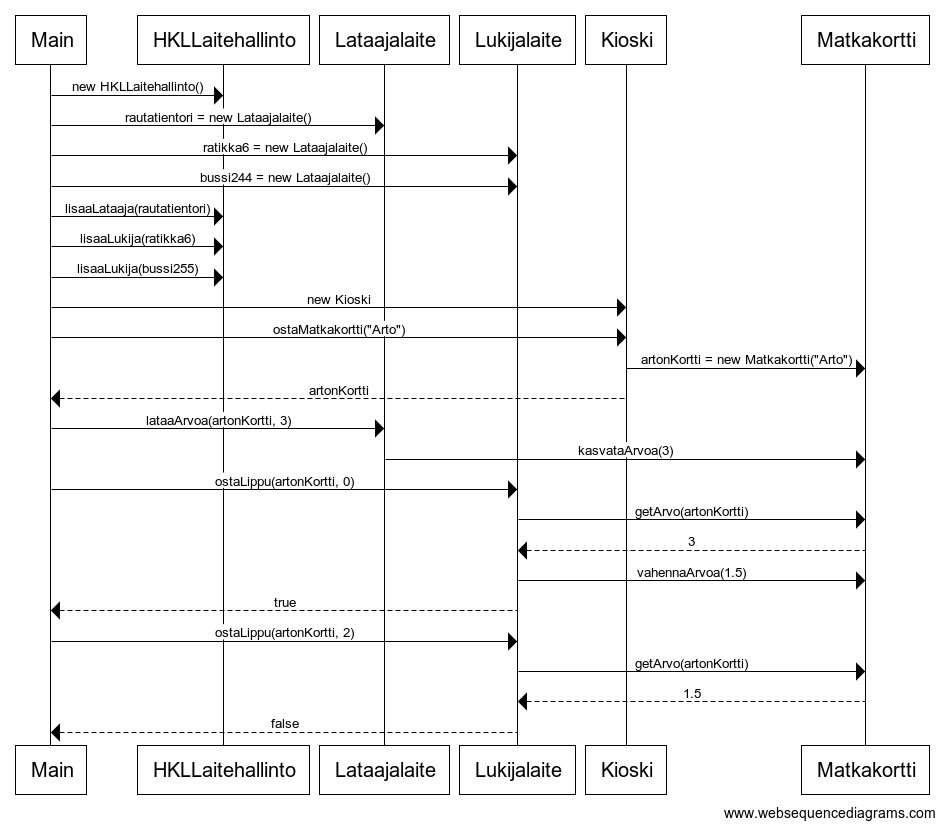 Main HKLLaitehallinto Lataajalaite Lukijalaite Kioski Matkakortti
new HKLLaitehallinto()
rautatientori = new Lataajalaite()
ratikka6 = new Lataajalaite()
bussi244 = new Lataajalaite()
lisaaLataaja(rautatientori)
lisaaLukija(ratikka6)
lisaaLukija(bussi255)
new Kioski
ostaMatkakortti("Arto")
artonKortti = new Matkakortti("Arto")
artonKortti
lataaArvoa(artonKortti, 3)
kasvataArvoa(3)
ostaLippu(artonKortti, 0)
getArvo(artonKortti)
3
vahennaArvoa(1.5)
true
ostaLippu(artonKortti, 2)
getArvo(artonKortti)
1.5
false
Main HKLLaitehallinto Lataajalaite Lukijalaite Kioski Matkakortti
www.websequencediagrams.com